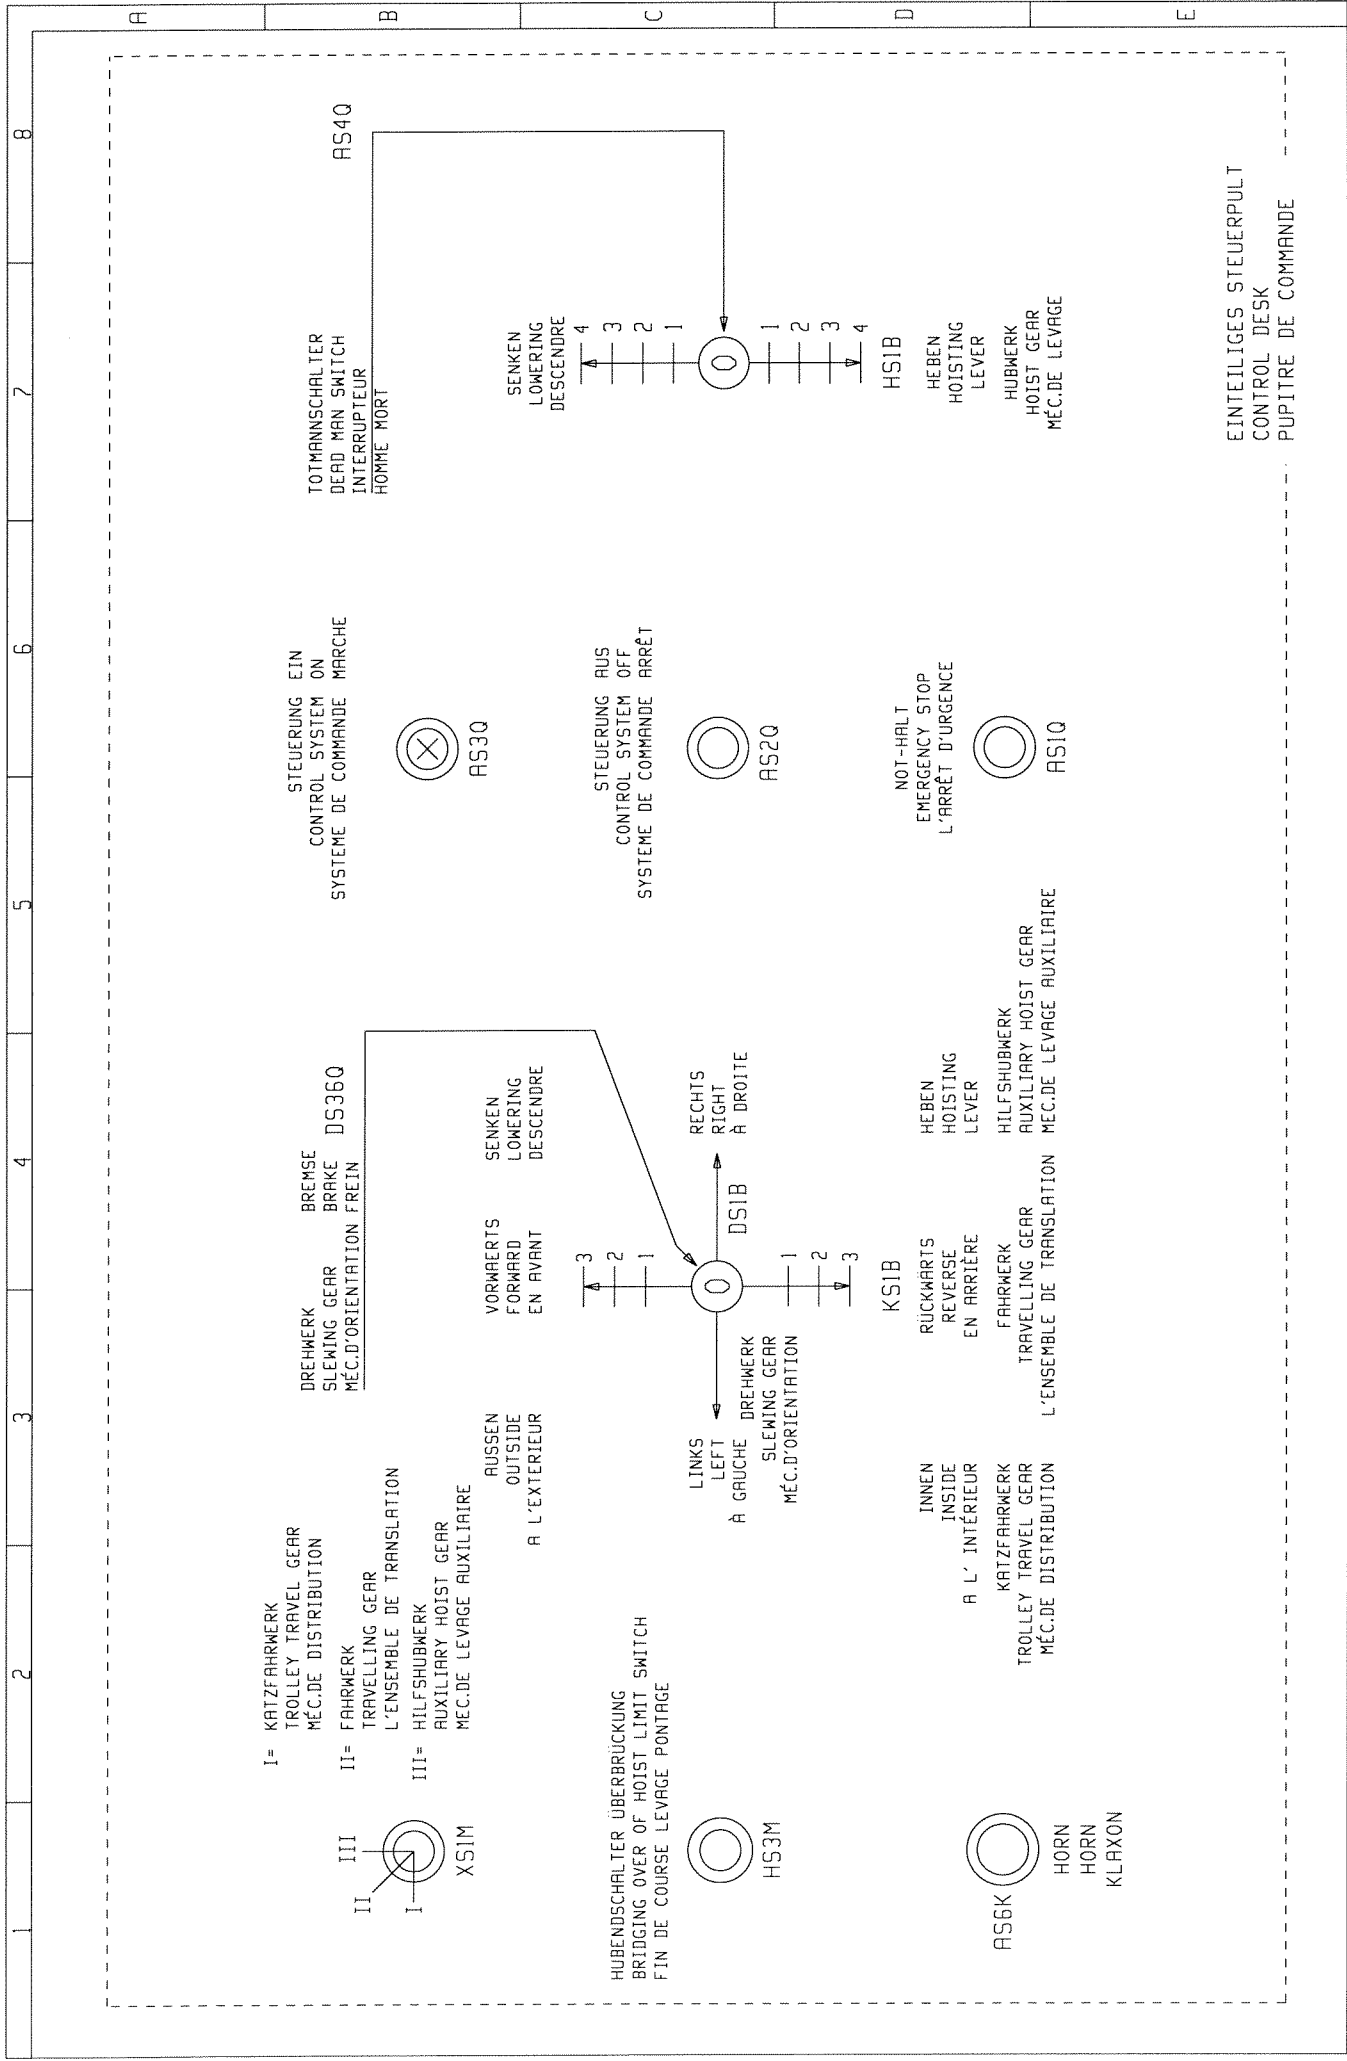 1
2
3
4
5
6
7
8
A
B
C
D
E
III
II
I
XS1M
I= KATZFAHRWERK
TROLLEY TRAVEL GEAR
MÉC.DE DISTRIBUTION
II= FAHRWERK
TRAVELLING GEAR
L'ENSEMBLE DE TRANSLATION
III= HILFSHUBWERK
AUXILIARY HOIST GEAR
MEC.DE LEVAGE AUXILIAIRE
DREHWERK BREMSE
SLEWING GEAR BRAKE DS36Q
MÉC.D'ORIENTATION FREIN
STEUERUNG EIN
CONTROL SYSTEM ON
SYSTEME DE COMMANDE MARCHE
AS3Q
TOTMANNSCHALTER
DEAD MAN SWITCH
INTERRUPTEUR
HOMME MORT
AS4Q
AUSSEN
OUTSIDE
A L'EXTERIEUR
VORWAERTS
FORWARD
EN AVANT
SENKEN
LOWERING
DESCENDRE
SENKEN
LOWERING
DESCENDRE
HUBENDSCHALTER ÜBERBRÜCKUNG
BRIDGING OVER OF HOIST LIMIT SWITCH
FIN DE COURSE LEVAGE PONTAGE
HS3M
3
2
1
0
1
2
3
LINKS
LEFT
À GAUCHE
DREHWERK
SLEWING GEAR
MÉC.D'ORIENTATION
RECHTS
RIGHT
À DROITE
DS1B
KS1B
STEUERUNG AUS
CONTROL SYSTEM OFF
SYSTEME DE COMMANDE ARRÊT
AS2Q
4
3
2
1
0
1
2
3
4
HS1B
HEBEN
HOISTING
LEVER
HUBWERK
HOIST GEAR
MÉC.DE LEVAGE
AS6K
HORN
HORN
KLAXON
INNEN
INSIDE
A L' INTÉRIEUR
KATZFAHRWERK
TROLLEY TRAVEL GEAR
MÉC.DE DISTRIBUTION
RÜCKWÄRTS
REVERSE
EN ARRIÈRE
FAHRWERK
TRAVELLING GEAR
L'ENSEMBLE DE TRANSLATION
HEBEN
HOISTING
LEVER
HILFSHUBWERK
AUXILIARY HOIST GEAR
MEC.DE LEVAGE AUXILIAIRE
NOT-HALT
EMERGENCY STOP
L'ARRÊT D'URGENCE
AS1Q
EINTEILIGES STEUERPULT
CONTROL DESK
PUPITRE DE COMMANDE